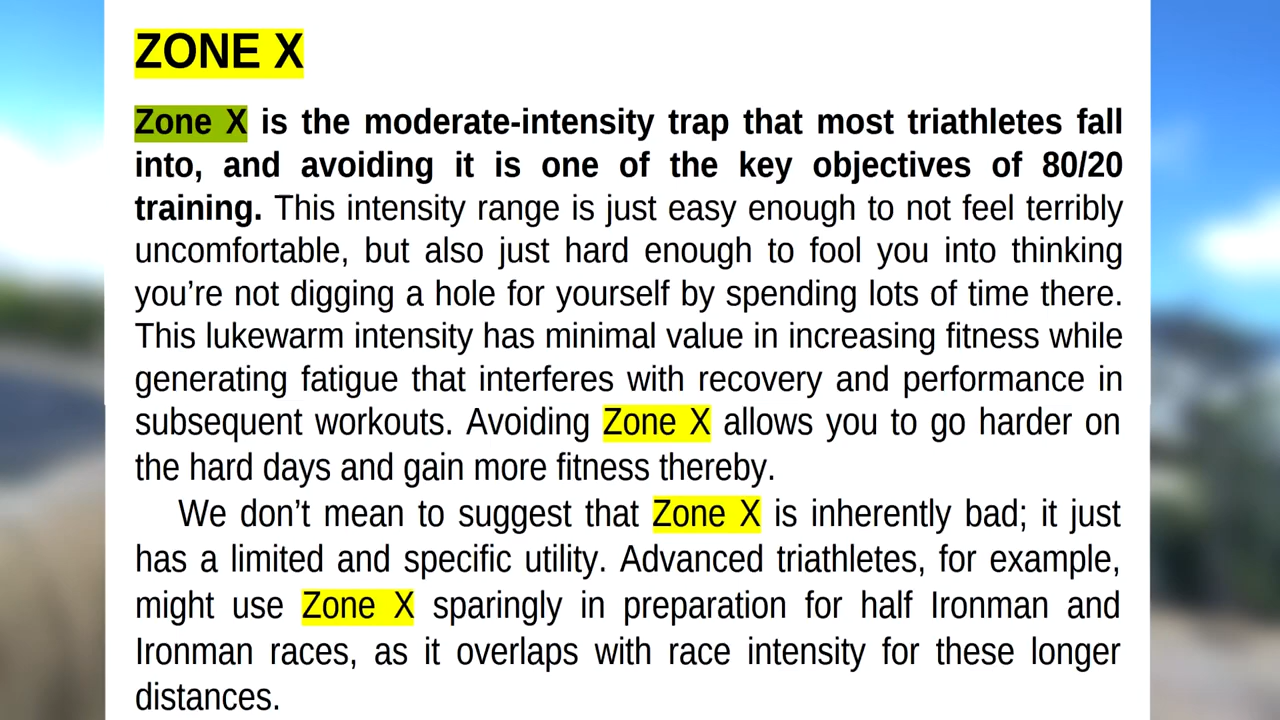 ZONE X
Zone X is the moderate-intensity trap that most triathletes fall
into, and avoiding it is one of the key objectives of 80/20
training. This intensity range is just easy enough to not feel terribly
uncomfortable, but also just hard enough to fool you into thinking
you’re not digging a hole for yourself by spending lots of time there.
This lukewarm intensity has minimal value in increasing fitness while
generating fatigue that interferes with recovery and performance in
subsequent workouts. Avoiding Zone X allows you to go harder on
the hard days and gain more fitness thereby.
We don’t mean to suggest that Zone X is inherently bad; it just
has a limited and specific utility. Advanced triathletes, for example,
might use Zone X sparingly in preparation for half Ironman and
Ironman races, as it overlaps with race intensity for these longer
distances.